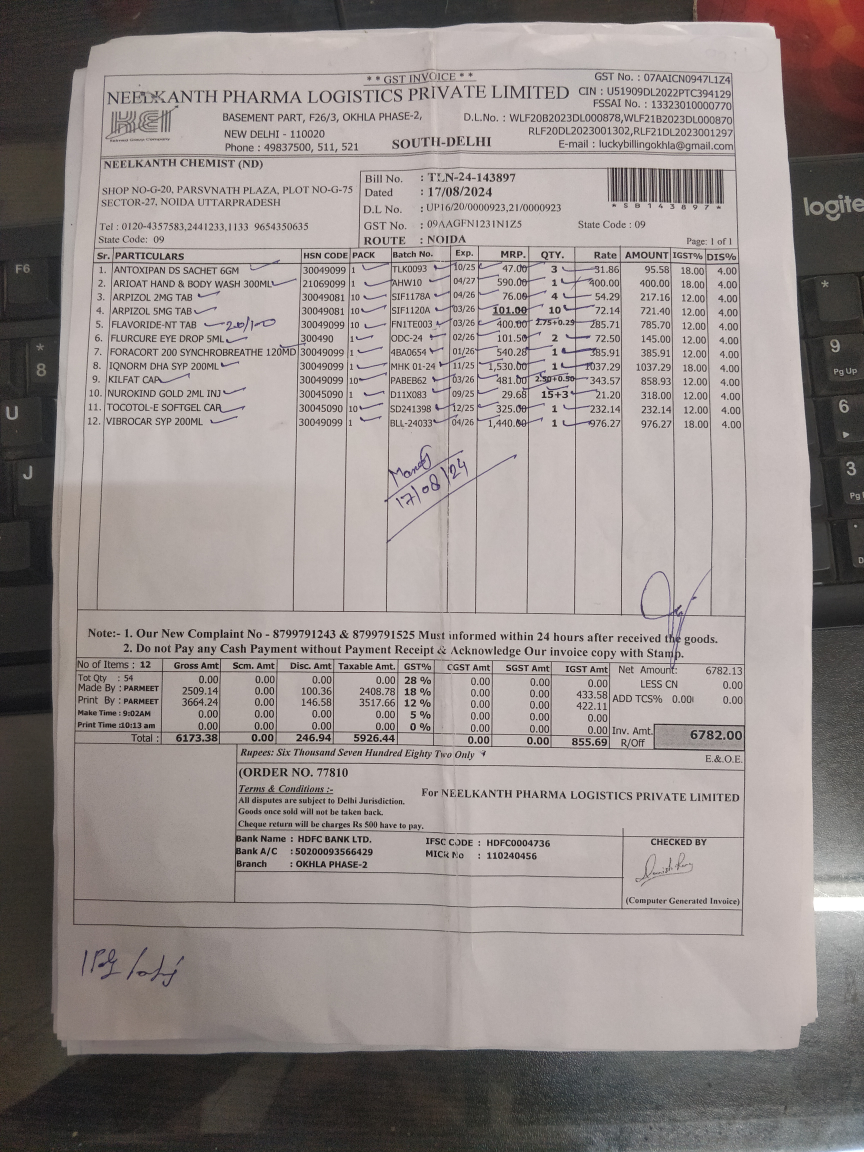 ** GST INVOICE **
GST No. : 07AAICN0947L1Z4
NEELKANTH PHARMA LOGISTICS PRIVATE LIMITED
CIN : U51909DL2022PTC394129
FSSAI No. : 13323010000770
BASEMENT PART, F26/3, OKHLA PHASE-2,
D.L.No. : WLF20B2023DL000878,WLF21B2023DL000870
NEW DELHI - 110020
RLF20DL2023001302,RLF21DL2023001297
Phone : 49837500, 511, 521
SOUTH-DELHI
E-mail : luckybillingokhla@gmail.com
NEELKANTH CHEMIST (ND)
SHOP NO-G-20, PARSVNATH PLAZA, PLOT NO-G-75
SECTOR-27, NOIDA UTTARPRADESH
Tel : 0120-4357583,2441233,1133 9654350635
State Code: 09
Bill No. : TLN-24-143897
Dated : 17/08/2024
D.L No. : UP16/20/0000923,21/0000923
GST No. : 09AAGFN1231N1Z5 State Code : 09
ROUTE : NOIDA
*SB143897*
Page: 1 of 1
Sr. PARTICULARS HSN CODE PACK Batch No. Exp. MRP. QTY. Rate AMOUNT IGST% DIS%
1. ANTOXIPAN DS SACHET 6GM 30049099 1 TLK0093 10/25 47.00 3 31.86 95.58 18.00 4.00
2. ARIOAT HAND & BODY WASH 300ML 21069099 1 AHW10 04/27 590.00 1 400.00 400.00 18.00 4.00
3. ARPIZOL 2MG TAB 30049081 10 SIF1178A 04/26 76.00 4 54.29 217.16 12.00 4.00
4. ARPIZOL 5MG TAB 30049081 10 SIF1120A 03/26 101.00 10 72.14 721.40 12.00 4.00
5. FLAVORIDE-NT TAB 20/100 30049099 10 FN1TE003 03/26 400.00 2.75+0.25 285.71 785.70 12.00 4.00
6. FLURCURE EYE DROP 5ML 300490 1 ODC-24 02/26 101.50 2 72.50 145.00 12.00 4.00
7. FORACORT 200 SYNCHROBREATHE 120MD 30049099 1 4BA0654 01/26 540.28 1 385.91 385.91 12.00 4.00
8. IQNORM DHA SYP 200ML 30049099 1 MHK 01-24 11/25 1,530.00 1 1037.29 1037.29 18.00 4.00
9. KILFAT CAP 30049099 10 PABEB62 03/26 481.00 2.50+0.50 343.57 858.93 12.00 4.00
10. NUROKIND GOLD 2ML INJ 30045090 1 D11X083 09/25 29.68 15+3 21.20 318.00 12.00 4.00
11. TOCOTOL-E SOFTGEL CAP 30045090 10 SD241398 12/25 325.00 1 232.14 232.14 12.00 4.00
12. VIBROCAR SYP 200ML 30049099 1 BLL-24033 04/26 1,440.00 1 976.27 976.27 18.00 4.00
17/08/24
Note:- 1. Our New Complaint No - 8799791243 & 8799791525 Must informed within 24 hours after received the goods.
2. Do not Pay any Cash Payment without Payment Receipt & Acknowledge Our invoice copy with Stamp.
No of Items : 12 Gross Amt Scm. Amt Disc. Amt Taxable Amt. GST% CGST Amt SGST Amt IGST Amt Net Amount: 6782.13
Tot Qty : 54 0.00 0.00 0.00 0.00 28 % 0.00 0.00 0.00 LESS CN 0.00
Made By : PARMEET 2509.14 0.00 100.36 2408.78 18 % 0.00 0.00 433.58 ADD TCS% 0.00 0.00
Print By : PARMEET 3664.24 0.00 146.58 3517.66 12 % 0.00 0.00 422.11
Make Time : 9:02AM 0.00 0.00 0.00 0.00 5 % 0.00 0.00 0.00
Print Time :10:13 am 0.00 0.00 0.00 0.00 0 % 0.00 0.00 0.00 Inv. Amt. 6782.00
Total : 6173.38 0.00 246.94 5926.44 0.00 0.00 855.69 R/Off
Rupees: Six Thousand Seven Hundred Eighty Two Only
E.&.O.E.
(ORDER NO. 77810
Terms & Conditions :-
All disputes are subject to Delhi Jurisdiction.
Goods once sold will not be taken back.
Cheque return will be charges Rs 500 have to pay.
For NEELKANTH PHARMA LOGISTICS PRIVATE LIMITED
Bank Name : HDFC BANK LTD. IFSC CODE : HDFC0004736
Bank A/C : 50200093566429 MICR No : 110240456
Branch : OKHLA PHASE-2
CHECKED BY
(Computer Generated Invoice)
logite
F6
*
8
U
J
*
9
Pg Up
6
3